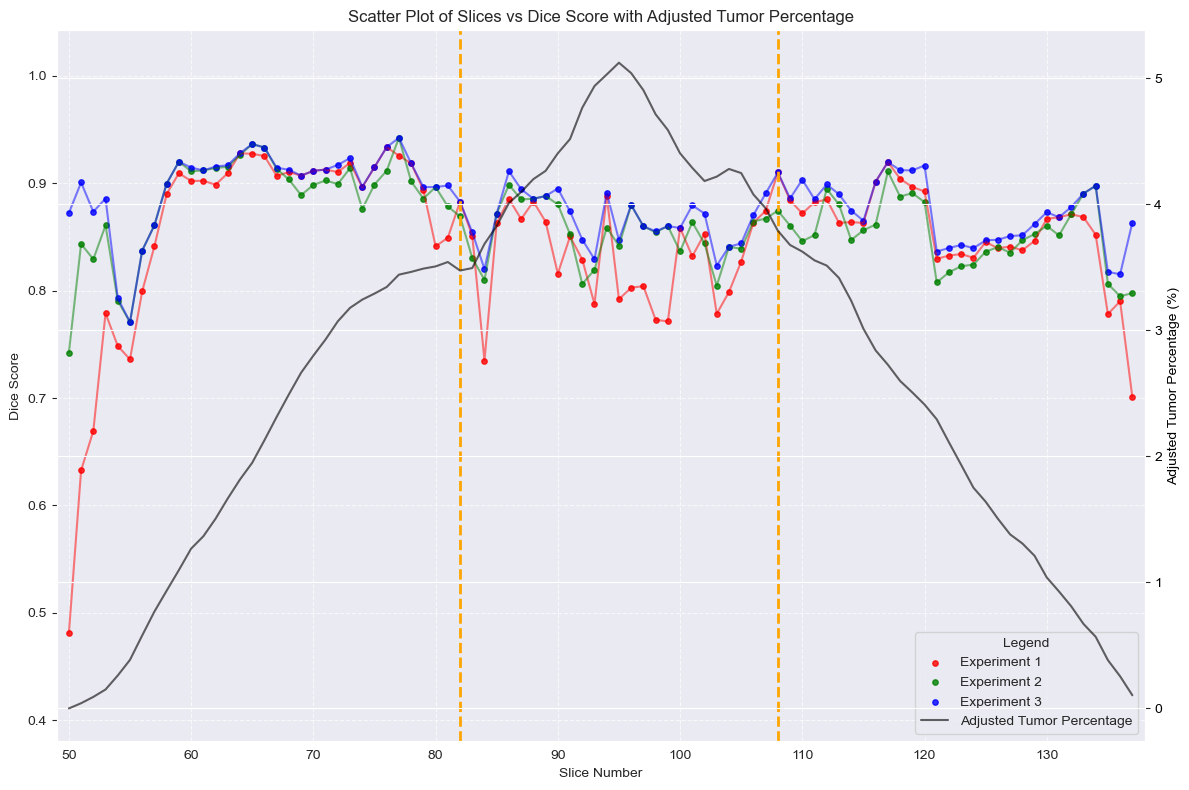 Scatter Plot of Slices vs Dice Score with Adjusted Tumor Percentage
Dice Score
1.0
0.9
0.8
0.7
0.6
0.5
0.4
50 60 70 80 90 100 110 120 130
Slice Number
5
4
3
2
1
0
Adjusted Tumor Percentage (%)
Legend
Experiment 1
Experiment 2
Experiment 3
Adjusted Tumor Percentage